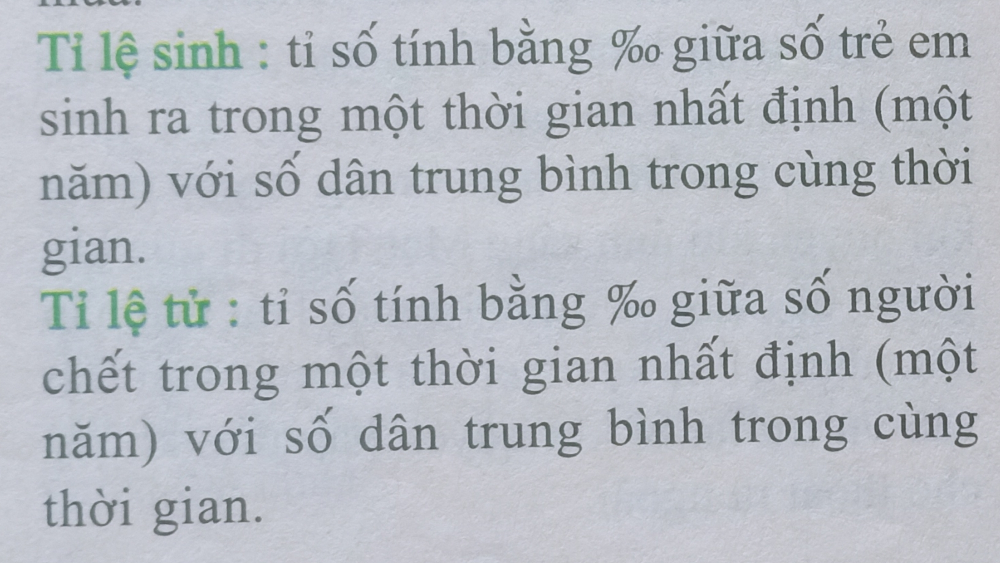 Tỉ lệ sinh : tỉ số tính bằng ‰ giữa số trẻ em
sinh ra trong một thời gian nhất định (một
năm) với số dân trung bình trong cùng thời
gian.
Tỉ lệ tử : tỉ số tính bằng ‰ giữa số người
chết trong một thời gian nhất định (một
năm) với số dân trung bình trong cùng
thời gian.